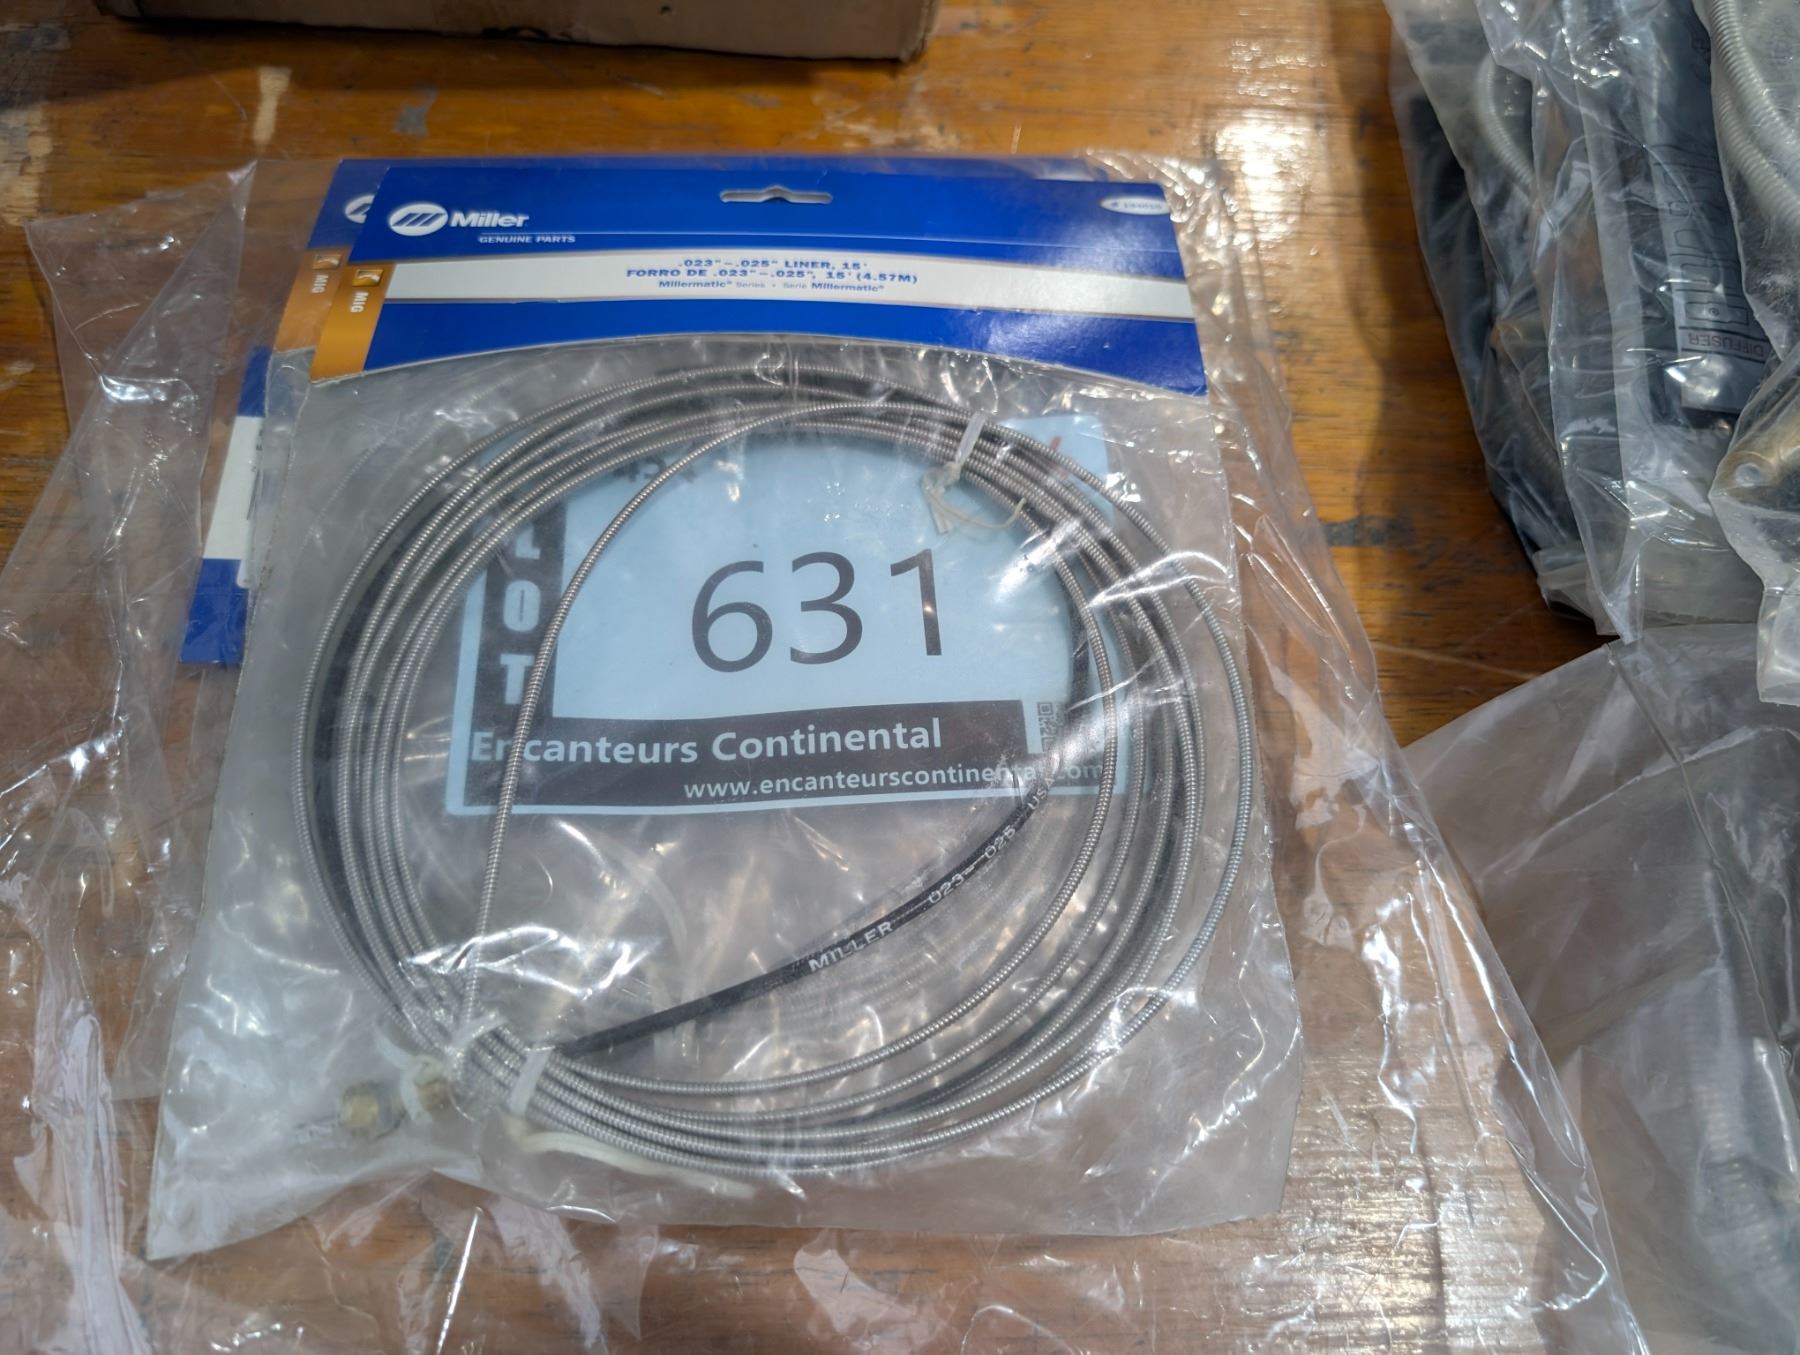 Miller
GENUINE PARTS
.023"–.025" LINER, 15'
FORRO DE .023"–.025", 15' (4.57M)
Millermatic® Series • Serie Millermatic®
MIG
MIG
LOT
631
Encanteurs Continental
www.encanteurscontinental.com
MILLER .023–.025 US
DIFFUSER